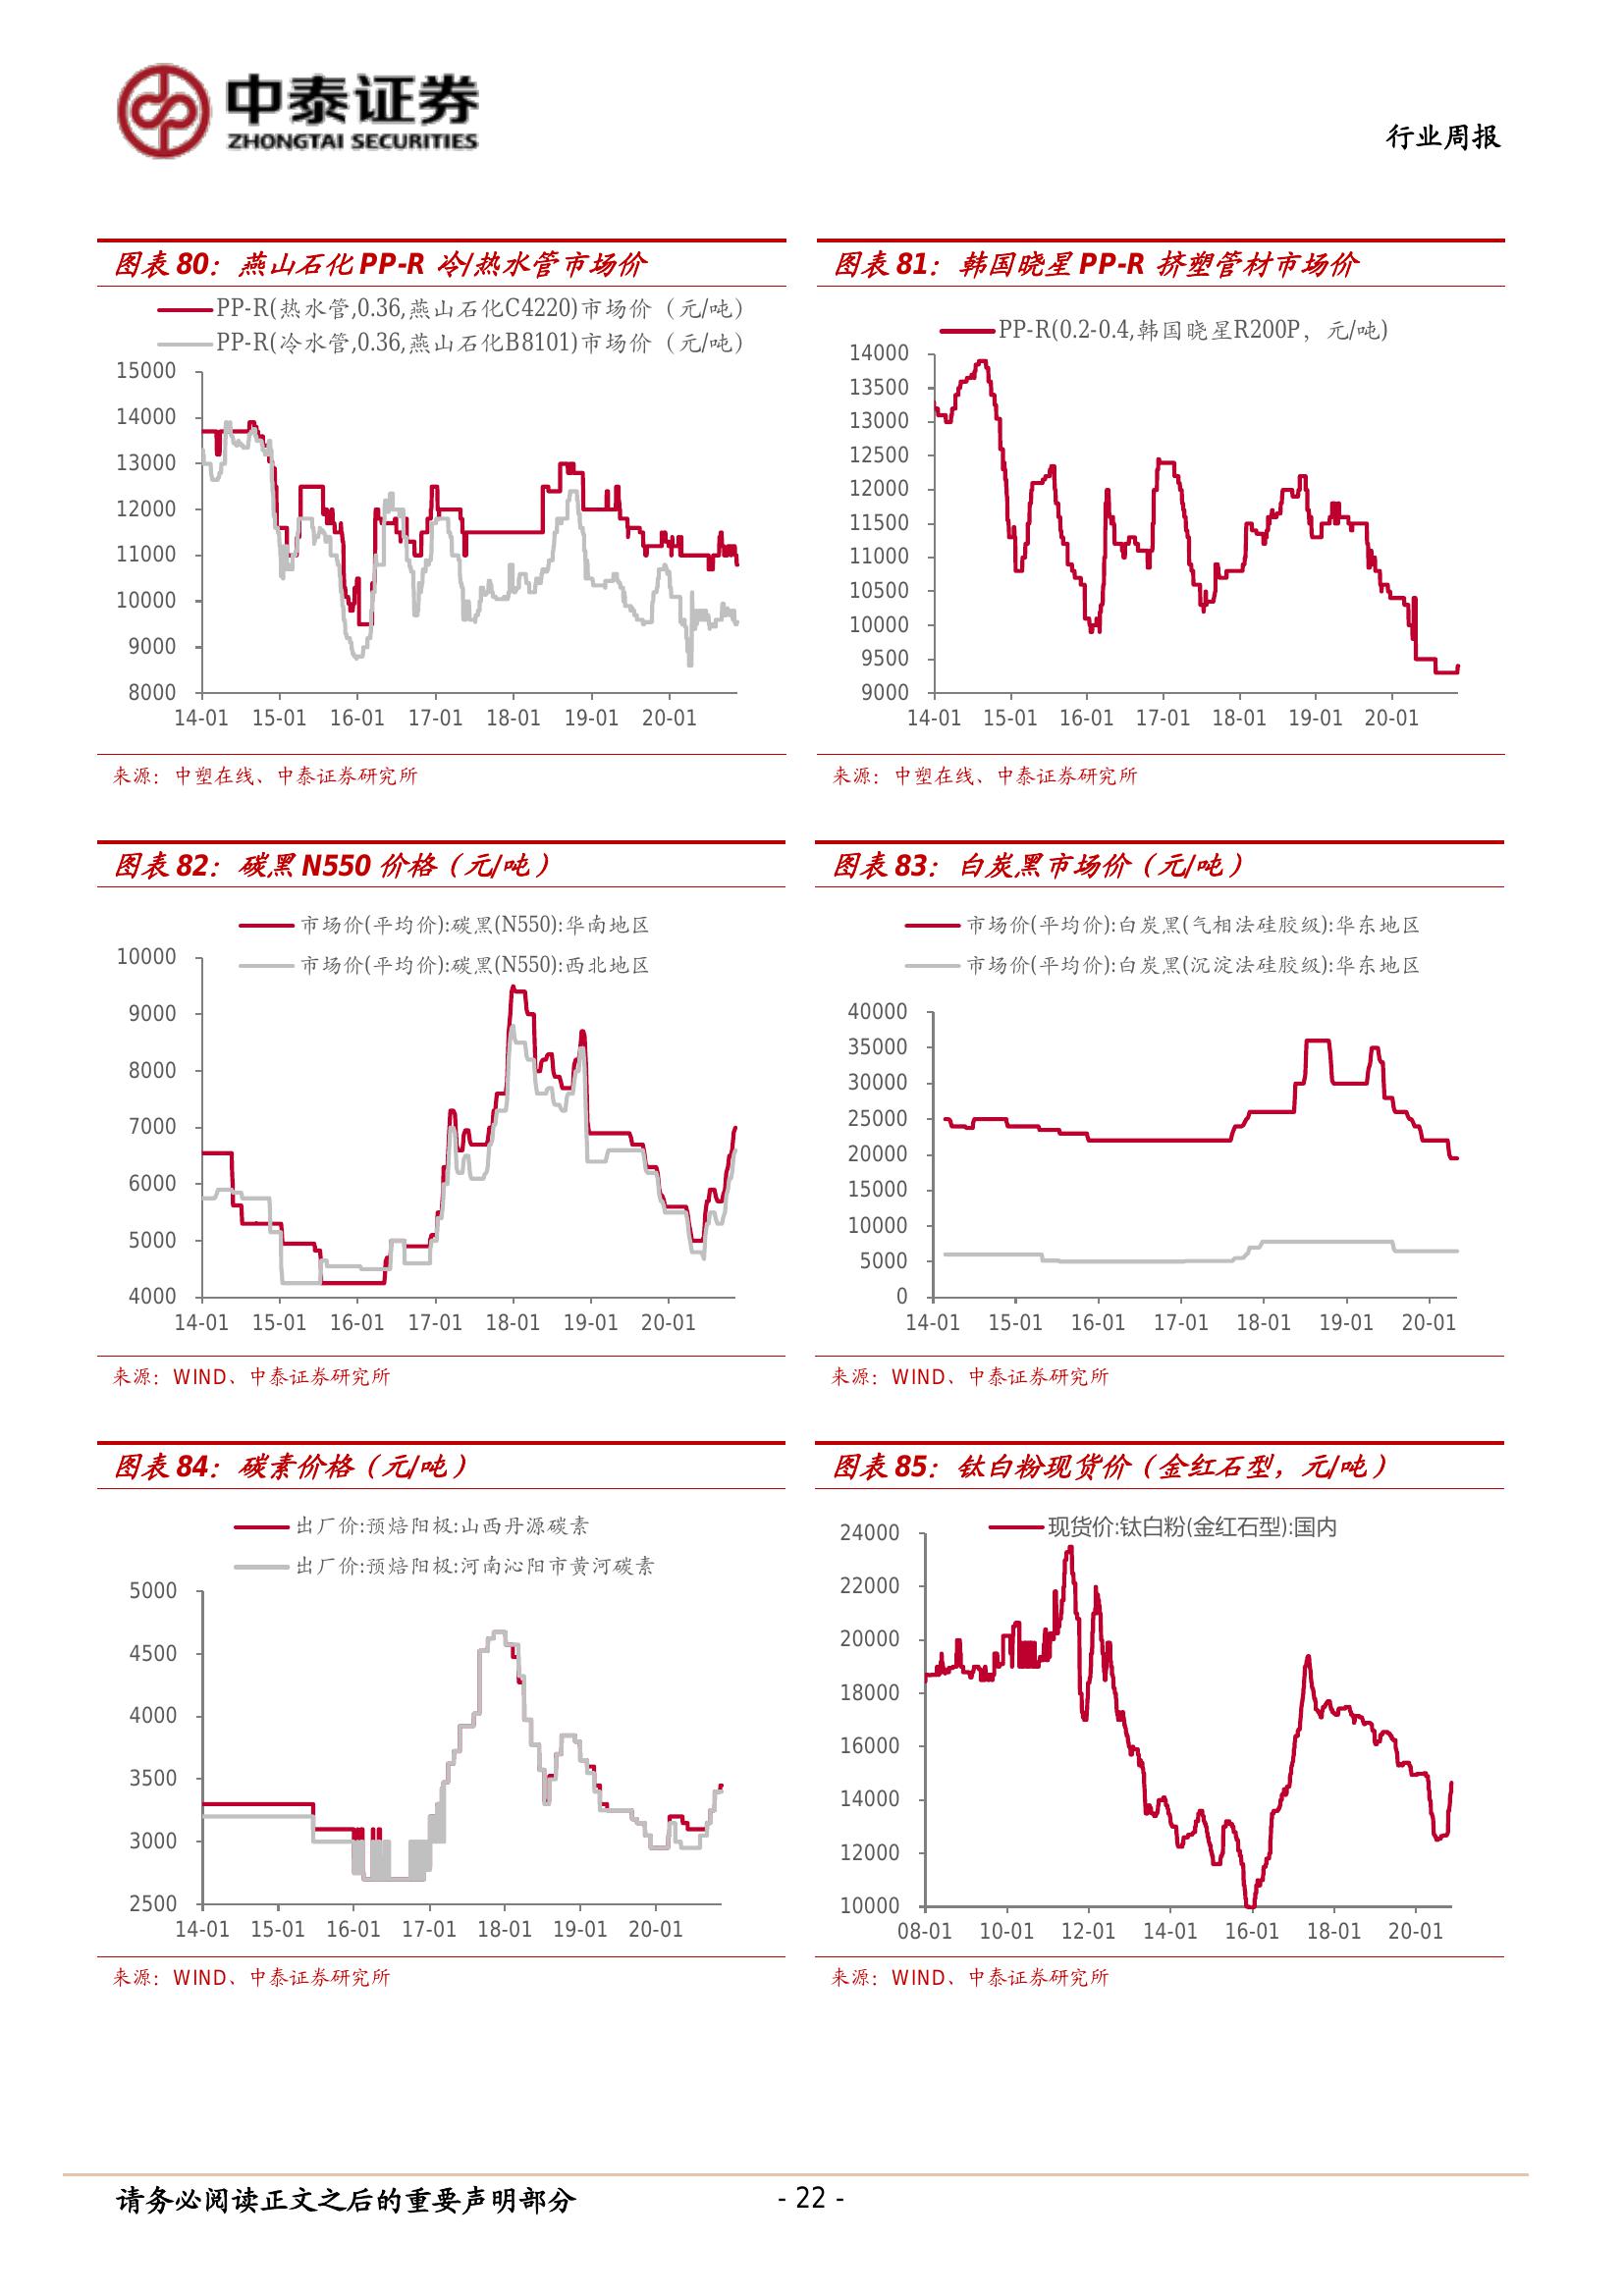 中泰证券
ZHONGTAI SECURITIES
行业周报
图表 80：燕山石化 PP-R 冷/热水管市场价
PP-R(热水管,0.36,燕山石化C4220)市场价（元/吨）
PP-R(冷水管,0.36,燕山石化B8101)市场价（元/吨）
15000
14000
13000
12000
11000
10000
9000
8000
14-01 15-01 16-01 17-01 18-01 19-01 20-01
来源：中塑在线、中泰证券研究所
图表 81：韩国晓星 PP-R 挤塑管材市场价
PP-R(0.2-0.4,韩国晓星R200P，元/吨)
14000
13500
13000
12500
12000
11500
11000
10500
10000
9500
9000
14-01 15-01 16-01 17-01 18-01 19-01 20-01
来源：中塑在线、中泰证券研究所
图表 82：碳黑 N550 价格（元/吨）
市场价(平均价):碳黑(N550):华南地区
市场价(平均价):碳黑(N550):西北地区
10000
9000
8000
7000
6000
5000
4000
14-01 15-01 16-01 17-01 18-01 19-01 20-01
来源：WIND、中泰证券研究所
图表 83：白炭黑市场价（元/吨）
市场价(平均价):白炭黑(气相法硅胶级):华东地区
市场价(平均价):白炭黑(沉淀法硅胶级):华东地区
40000
35000
30000
25000
20000
15000
10000
5000
0
14-01 15-01 16-01 17-01 18-01 19-01 20-01
来源：WIND、中泰证券研究所
图表 84：碳素价格（元/吨）
出厂价:预焙阳极:山西丹源碳素
出厂价:预焙阳极:河南沁阳市黄河碳素
5000
4500
4000
3500
3000
2500
14-01 15-01 16-01 17-01 18-01 19-01 20-01
来源：WIND、中泰证券研究所
图表 85：钛白粉现货价（金红石型，元/吨）
现货价:钛白粉(金红石型):国内
24000
22000
20000
18000
16000
14000
12000
10000
08-01 10-01 12-01 14-01 16-01 18-01 20-01
来源：WIND、中泰证券研究所
请务必阅读正文之后的重要声明部分
- 22 -